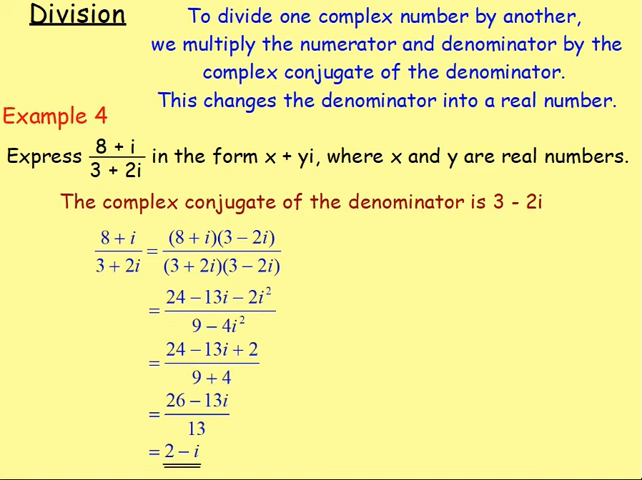 Division
To divide one complex number by another,
we multiply the numerator and denominator by the
complex conjugate of the denominator.
This changes the denominator into a real number.
Example 4
Express (8 + i)/(3 + 2i) in the form x + yi, where x and y are real numbers.
The complex conjugate of the denominator is 3 - 2i
(8 + i)/(3 + 2i) = ((8 + i)(3 − 2i))/((3 + 2i)(3 − 2i))
= (24 − 13i − 2i²)/(9 − 4i²)
= (24 − 13i + 2)/(9 + 4)
= (26 − 13i)/13
= 2 − i